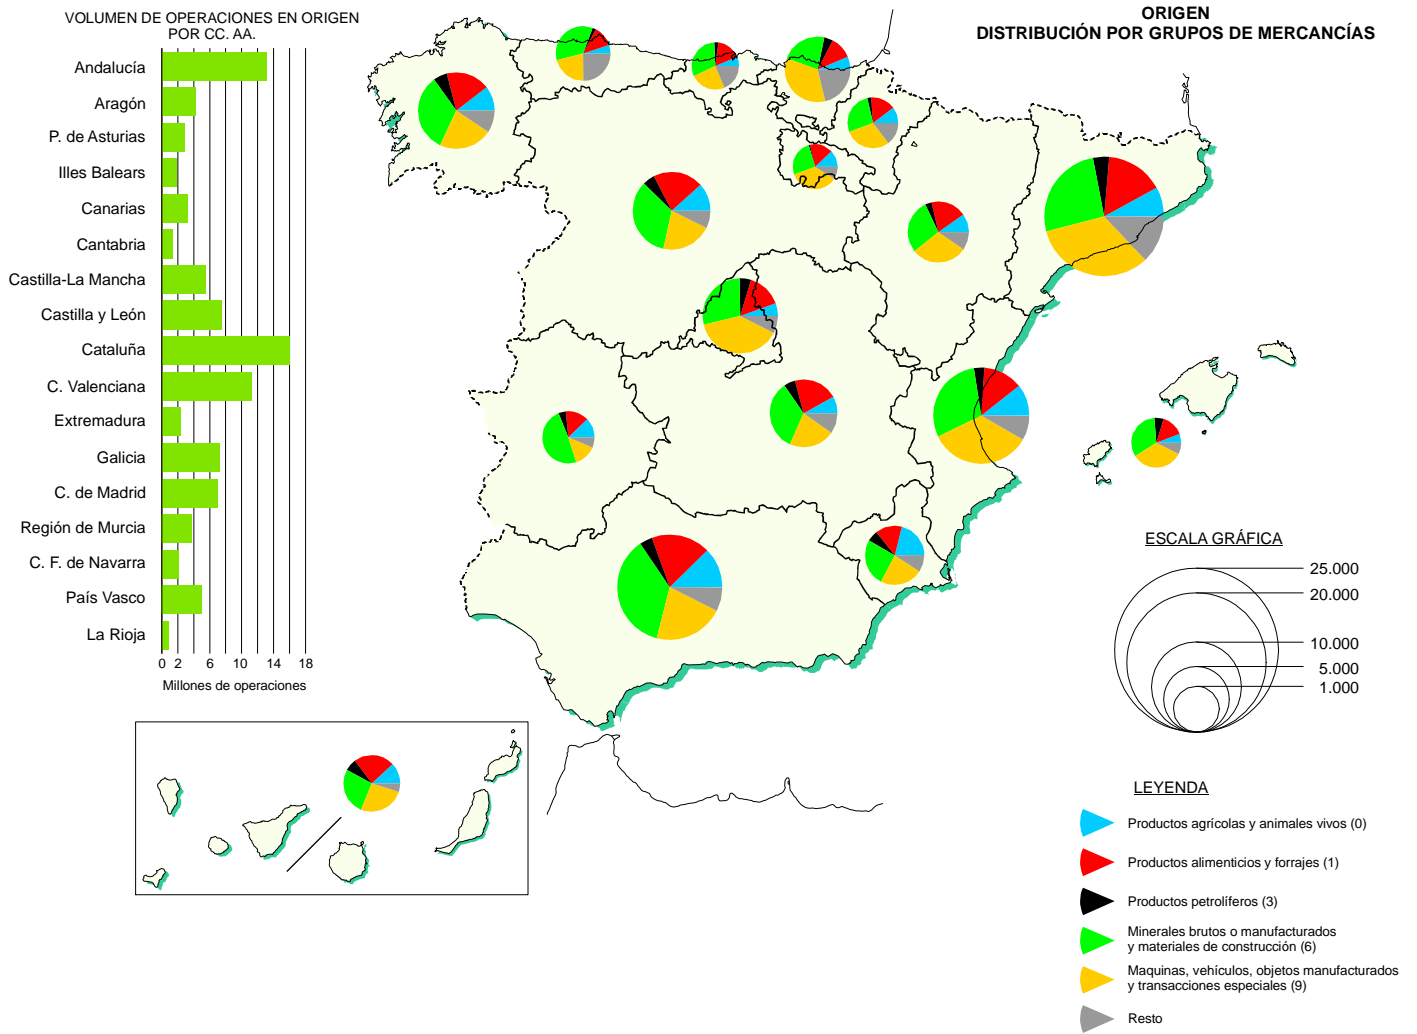 VOLUMEN DE OPERACIONES EN ORIGEN
POR CC. AA.
Andalucía
Aragón
P. de Asturias
Illes Balears
Canarias
Cantabria
Castilla-La Mancha
Castilla y León
Cataluña
C. Valenciana
Extremadura
Galicia
C. de Madrid
Región de Murcia
C. F. de Navarra
País Vasco
La Rioja
0 2 6 10 14 18
Millones de operaciones
ORIGEN
DISTRIBUCIÓN POR GRUPOS DE MERCANCÍAS
ESCALA GRÁFICA
25.000
20.000
10.000
5.000
1.000
LEYENDA
Productos agrícolas y animales vivos (0)
Productos alimenticios y forrajes (1)
Productos petrolíferos (3)
Minerales brutos o manufacturados
y materiales de construcción (6)
Maquinas, vehículos, objetos manufacturados
y transacciones especiales (9)
Resto